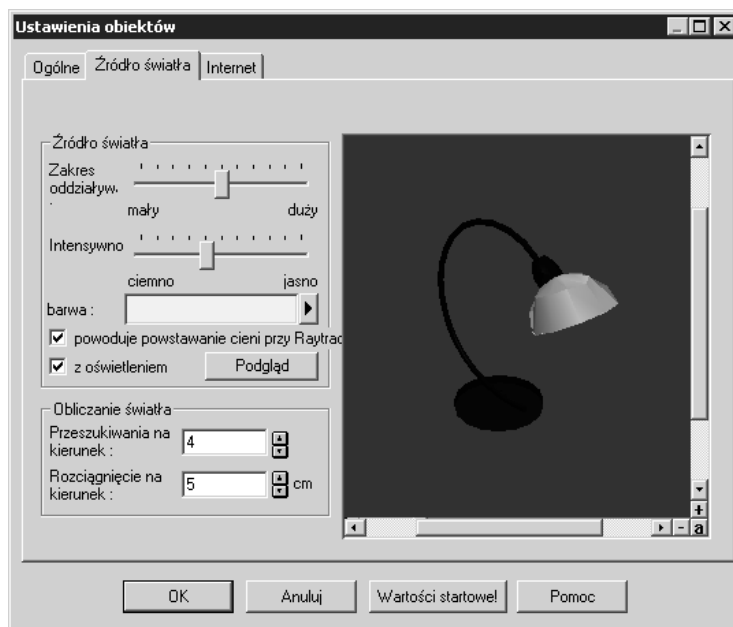 Ustawienia obiektów
Ogólne Źródło światła Internet
Źródło światła
Zakres
oddziaływ.
mały duży
Intensywno
ciemno jasno
barwa :
powoduje powstawanie cieni przy Raytrac
z oświetleniem Podgląd
Obliczanie światła
Przeszukiwania na
kierunek : 4
Rozciągnięcie na
kierunek : 5 cm
+
- a
OK Anuluj Wartości startowe! Pomoc